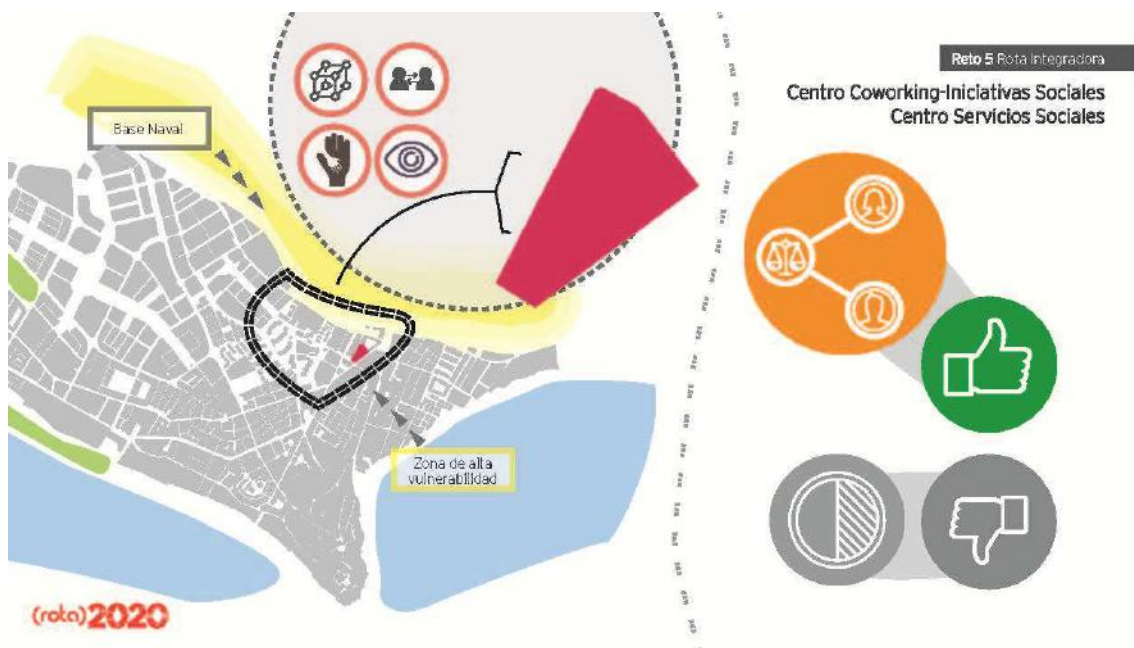 Reto 5 Rota Integradora
Centro Coworking-Iniciativas Sociales
Centro Servicios Sociales
Base Naval
Zona de alta
vulnerabilidad
(rota)2020